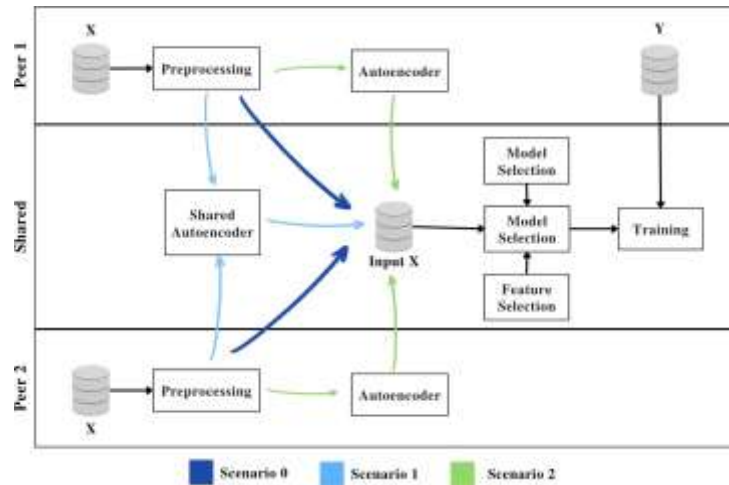 Peer 1
X
Preprocessing
Autoencoder
Y
Shared
Shared
Autoencoder
Input X
Model
Selection
Model
Selection
Feature
Selection
Training
Peer 2
X
Preprocessing
Autoencoder
Scenario 0
Scenario 1
Scenario 2